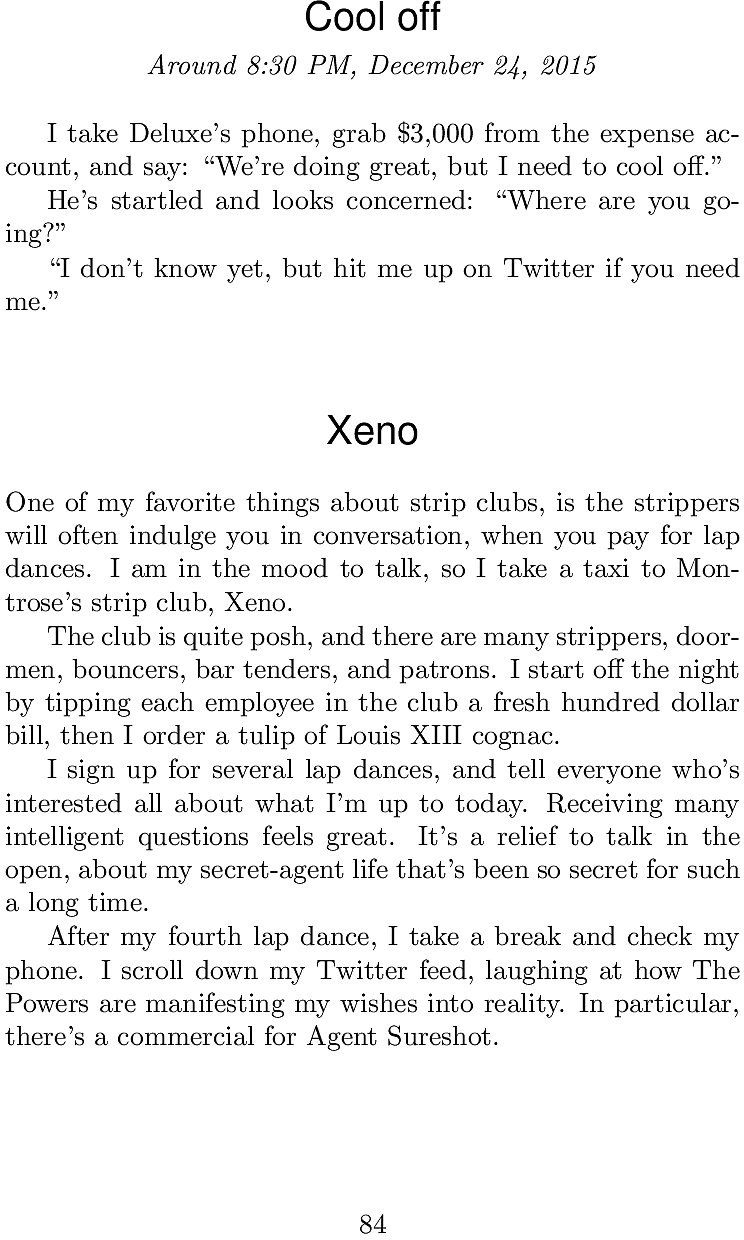 Cool off
Around 8:30 PM, December 24, 2015
I take Deluxe's phone, grab $3,000 from the expense ac-
count, and say: “We're doing great, but I need to cool off.”
He's startled and looks concerned: “Where are you go-
ing?”
“I don't know yet, but hit me up on Twitter if you need
me.”
Xeno
One of my favorite things about strip clubs, is the strippers
will often indulge you in conversation, when you pay for lap
dances. I am in the mood to talk, so I take a taxi to Mon-
trose's strip club, Xeno.
The club is quite posh, and there are many strippers, door-
men, bouncers, bar tenders, and patrons. I start off the night
by tipping each employee in the club a fresh hundred dollar
bill, then I order a tulip of Louis XIII cognac.
I sign up for several lap dances, and tell everyone who's
interested all about what I'm up to today. Receiving many
intelligent questions feels great. It's a relief to talk in the
open, about my secret-agent life that's been so secret for such
a long time.
After my fourth lap dance, I take a break and check my
phone. I scroll down my Twitter feed, laughing at how The
Powers are manifesting my wishes into reality. In particular,
there's a commercial for Agent Sureshot.
84